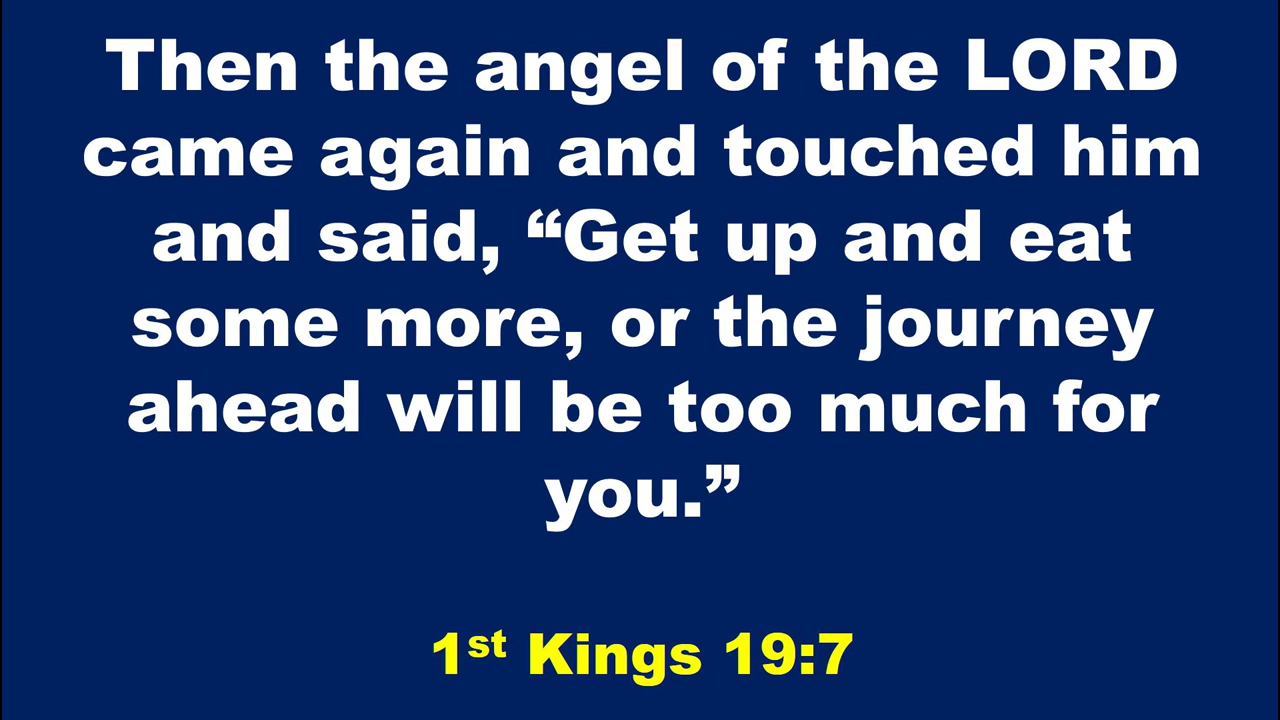 Then the angel of the LORD
came again and touched him
and said, “Get up and eat
some more, or the journey
ahead will be too much for
you.”
1st Kings 19:7